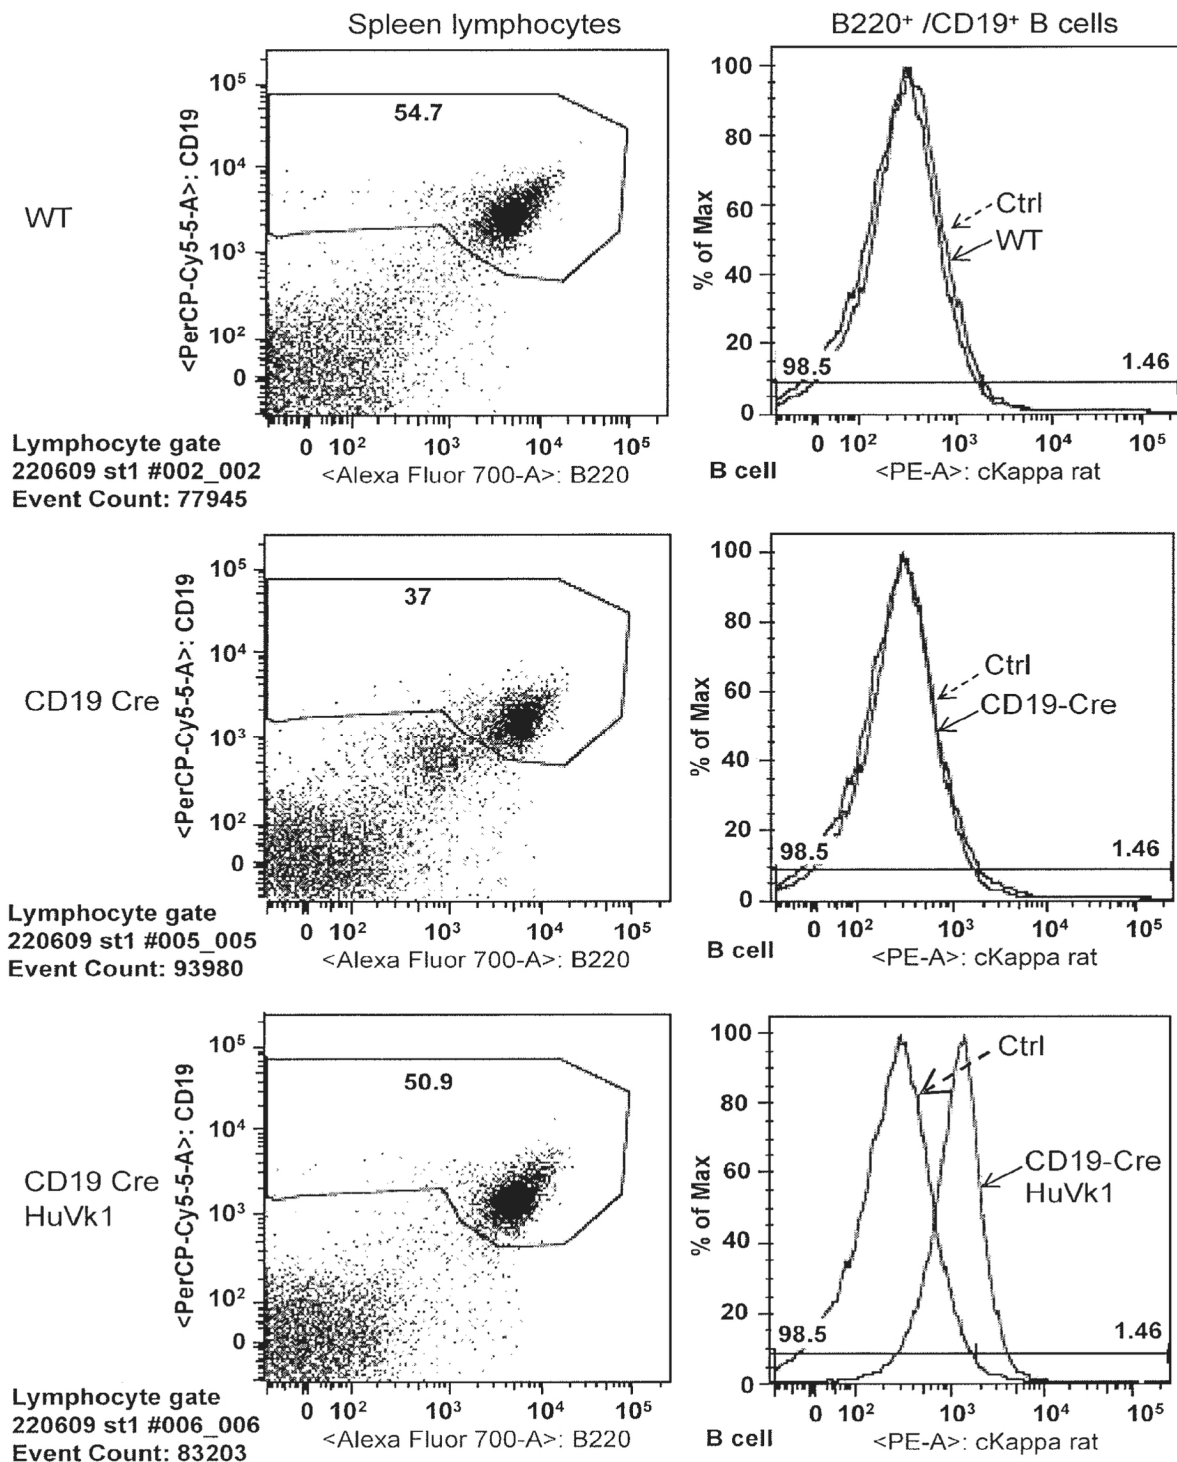 Spleen lymphocytes
B220⁺ /CD19⁺ B cells
WT
<PerCP-Cy5-5-A>: CD19
10⁵
10⁴
10³
10²
0
54.7
0 10² 10³ 10⁴ 10⁵
<Alexa Fluor 700-A>: B220
Lymphocyte gate
220609 st1 #002_002
Event Count: 77945
% of Max
100
80
60
40
20
0
Ctrl
WT
98.5 1.46
0 10² 10³ 10⁴ 10⁵
B cell
<PE-A>: cKappa rat
CD19 Cre
<PerCP-Cy5-5-A>: CD19
10⁵
10⁴
10³
10²
0
37
0 10² 10³ 10⁴ 10⁵
<Alexa Fluor 700-A>: B220
Lymphocyte gate
220609 st1 #005_005
Event Count: 93980
% of Max
100
80
60
40
20
0
Ctrl
CD19-Cre
98.5 1.46
0 10² 10³ 10⁴ 10⁵
B cell
<PE-A>: cKappa rat
CD19 Cre
HuVk1
<PerCP-Cy5-5-A>: CD19
10⁵
10⁴
10³
10²
0
50.9
0 10² 10³ 10⁴ 10⁵
<Alexa Fluor 700-A>: B220
Lymphocyte gate
220609 st1 #006_006
Event Count: 83203
% of Max
100
80
60
40
20
0
Ctrl
CD19-Cre
HuVk1
98.5 1.46
0 10² 10³ 10⁴ 10⁵
B cell
<PE-A>: cKappa rat